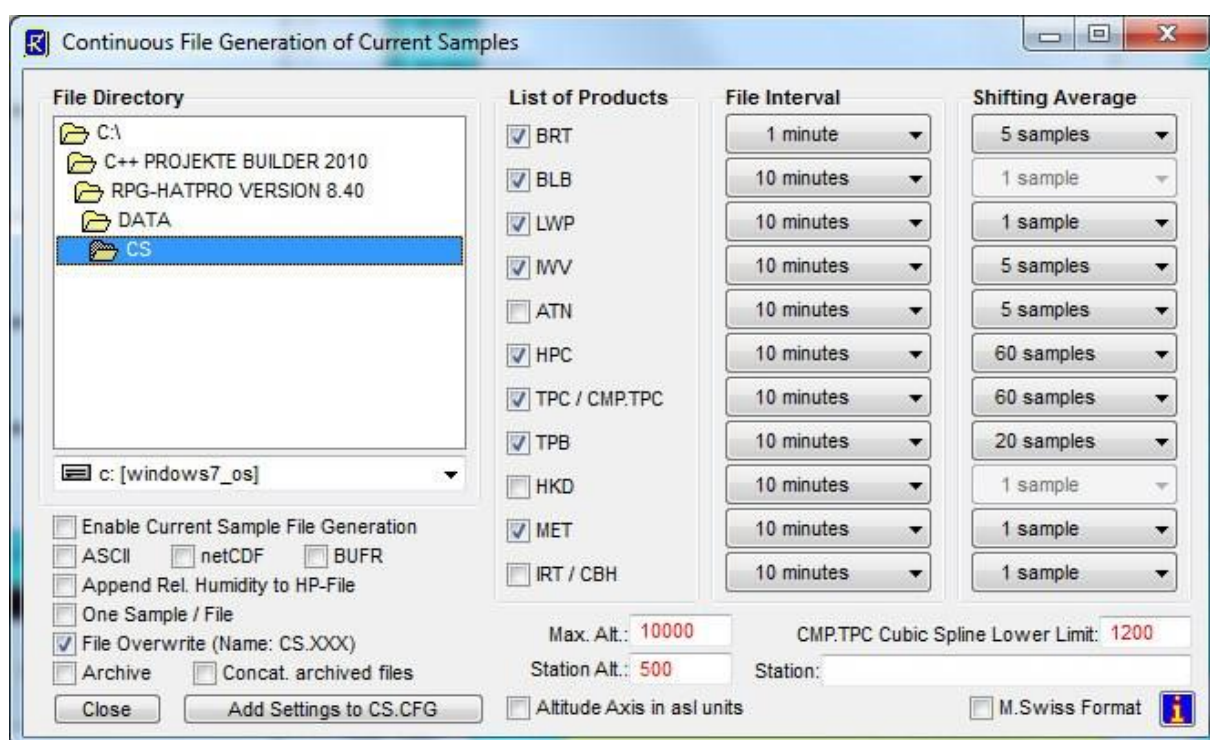 Continuous File Generation of Current Samples
File Directory
C:\
C++ PROJEKTE BUILDER 2010
RPG-HATPRO VERSION 8.40
DATA
CS
c: [windows7_os]
Enable Current Sample File Generation
ASCII netCDF BUFR
Append Rel. Humidity to HP-File
One Sample / File
File Overwrite (Name: CS.XXX)
Archive Concat. archived files
Close Add Settings to CS.CFG
List of Products File Interval Shifting Average
BRT 1 minute 5 samples
BLB 10 minutes 1 sample
LWP 10 minutes 1 sample
IWV 10 minutes 5 samples
ATN 10 minutes 5 samples
HPC 10 minutes 60 samples
TPC / CMP.TPC 10 minutes 60 samples
TPB 10 minutes 20 samples
HKD 10 minutes 1 sample
MET 10 minutes 1 sample
IRT / CBH 10 minutes 1 sample
Max. Alt.: 10000 CMP.TPC Cubic Spline Lower Limit: 1200
Station Alt.: 500 Station:
Altitude Axis in asl units M.Swiss Format i